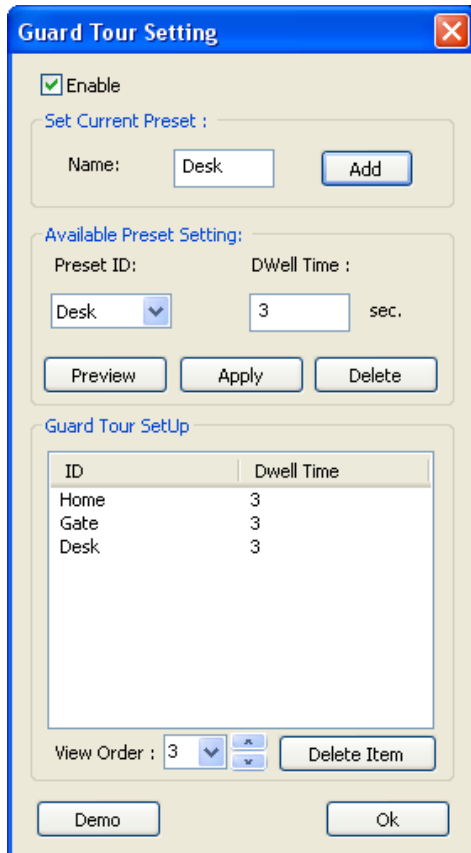 Guard Tour Setting
Enable
Set Current Preset :
Name: Desk Add
Available Preset Setting:
Preset ID: DWell Time :
Desk 3 sec.
Preview Apply Delete
Guard Tour SetUp
ID Dwell Time
Home 3
Gate 3
Desk 3
View Order : 3 Delete Item
Demo Ok